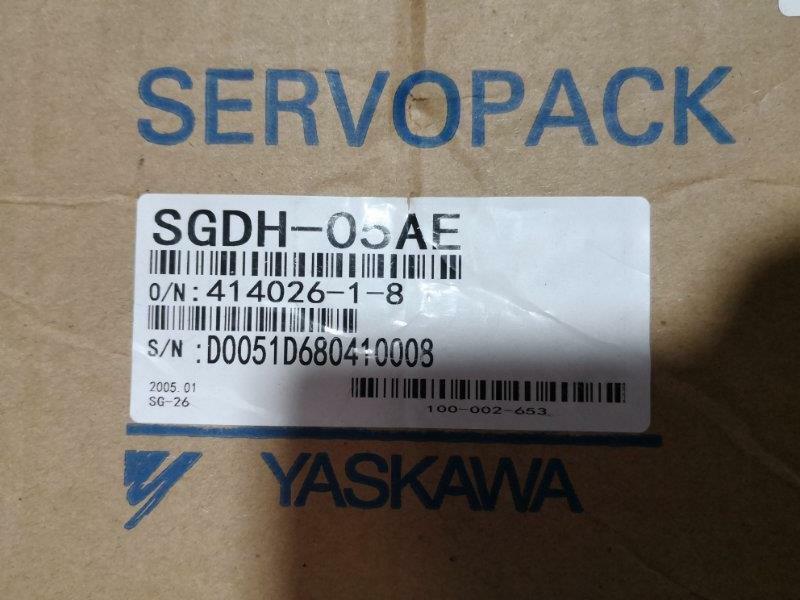 SERVOPACK
SGDH-05AE
O/N: 414026-1-8
S/N :D0051D680410008
2005.01
SG-26
100-002-653
YASKAWA